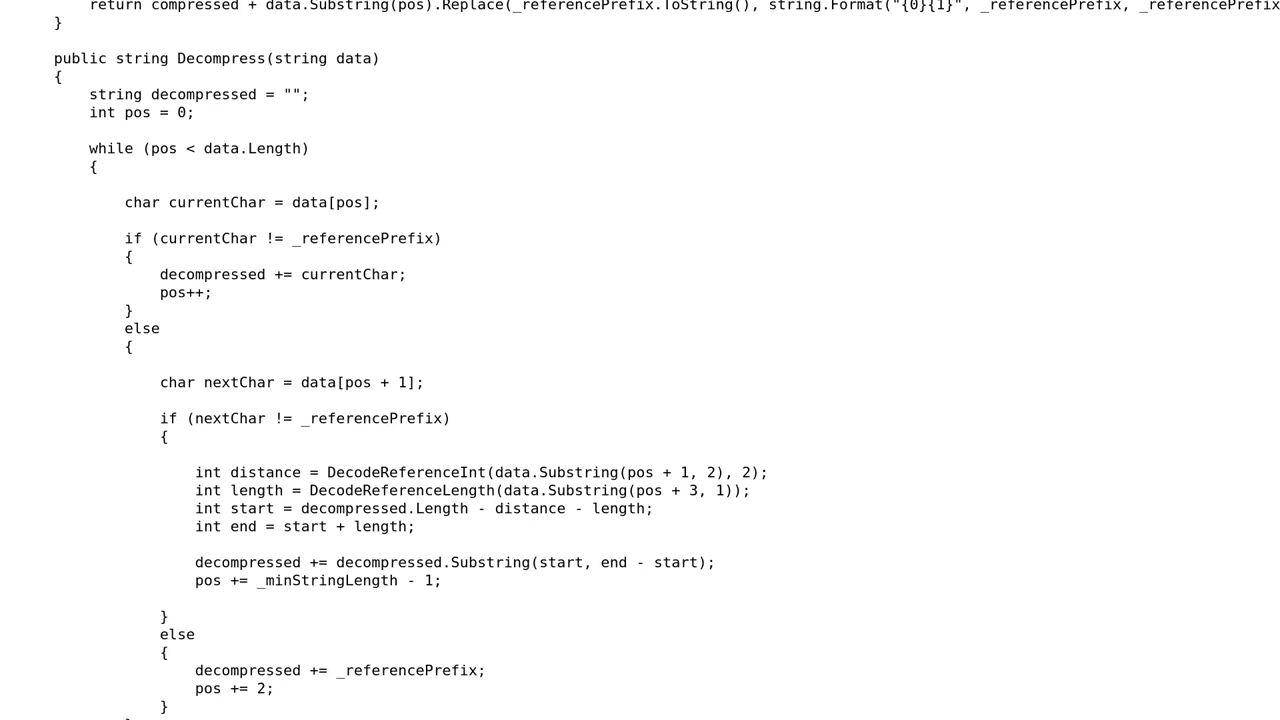 return compressed + data.Substring(pos).Replace(_referencePrefix.ToString(), string.Format("{0}{1}", _referencePrefix, _referencePrefix
}
public string Decompress(string data)
{
string decompressed = "";
int pos = 0;
while (pos < data.Length)
{
char currentChar = data[pos];
if (currentChar != _referencePrefix)
{
decompressed += currentChar;
pos++;
}
else
{
char nextChar = data[pos + 1];
if (nextChar != _referencePrefix)
{
int distance = DecodeReferenceInt(data.Substring(pos + 1, 2), 2);
int length = DecodeReferenceLength(data.Substring(pos + 3, 1));
int start = decompressed.Length - distance - length;
int end = start + length;
decompressed += decompressed.Substring(start, end - start);
pos += _minStringLength - 1;
}
else
{
decompressed += _referencePrefix;
pos += 2;
}